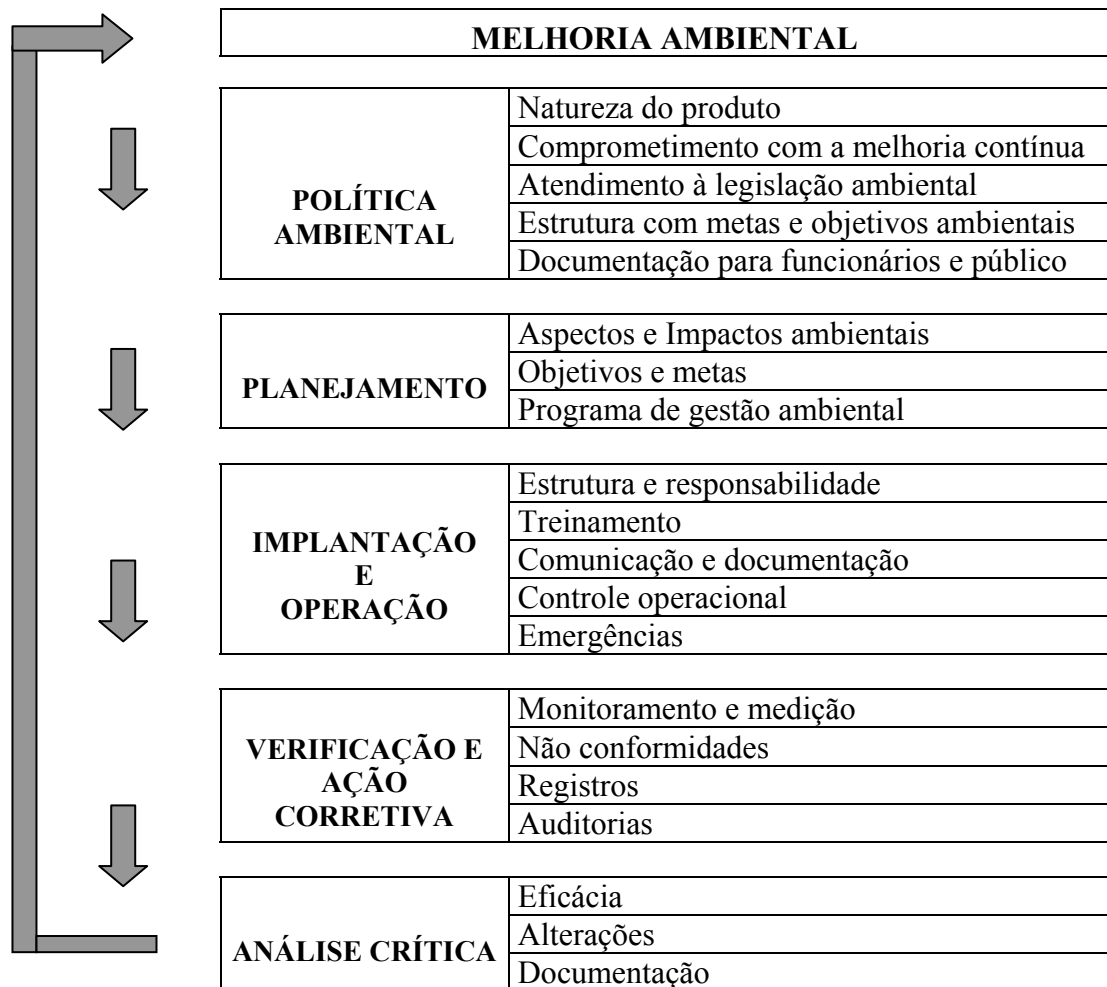 MELHORIA AMBIENTAL
POLÍTICA
AMBIENTAL
Natureza do produto
Comprometimento com a melhoria contínua
Atendimento à legislação ambiental
Estrutura com metas e objetivos ambientais
Documentação para funcionários e público
PLANEJAMENTO
Aspectos e Impactos ambientais
Objetivos e metas
Programa de gestão ambiental
IMPLANTAÇÃO
E
OPERAÇÃO
Estrutura e responsabilidade
Treinamento
Comunicação e documentação
Controle operacional
Emergências
VERIFICAÇÃO E
AÇÃO
CORRETIVA
Monitoramento e medição
Não conformidades
Registros
Auditorias
ANÁLISE CRÍTICA
Eficácia
Alterações
Documentação